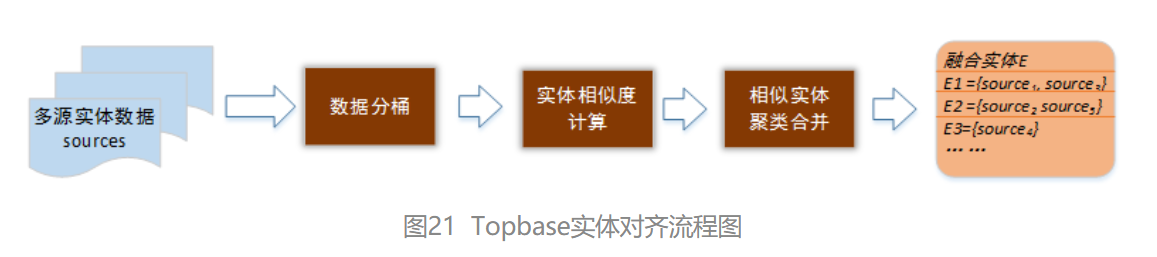 多源实体数据
sources
数据分桶
实体相似度
计算
相似实体
聚类合并
融合实体E
E1 ={source₁, source₃}
E2 ={source₂ source₃}
E3={source₄}
... ...
图21 Topbase实体对齐流程图